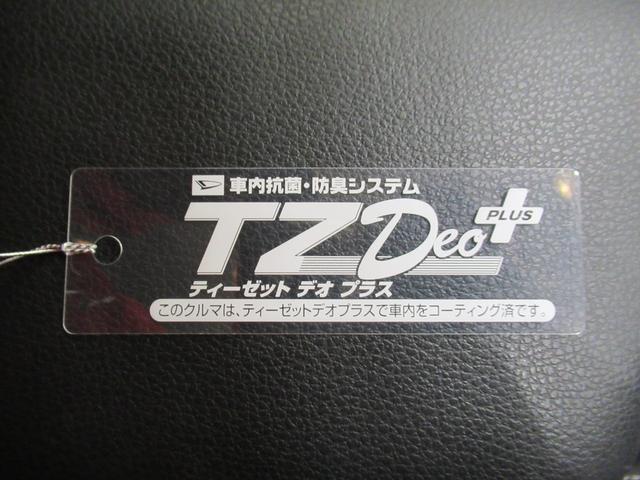 車内抗菌・防臭システム
TZDeo PLUS
ティーゼット デオ プラス
このクルマは、ティーゼットデオプラスで車内をコーティング済です。